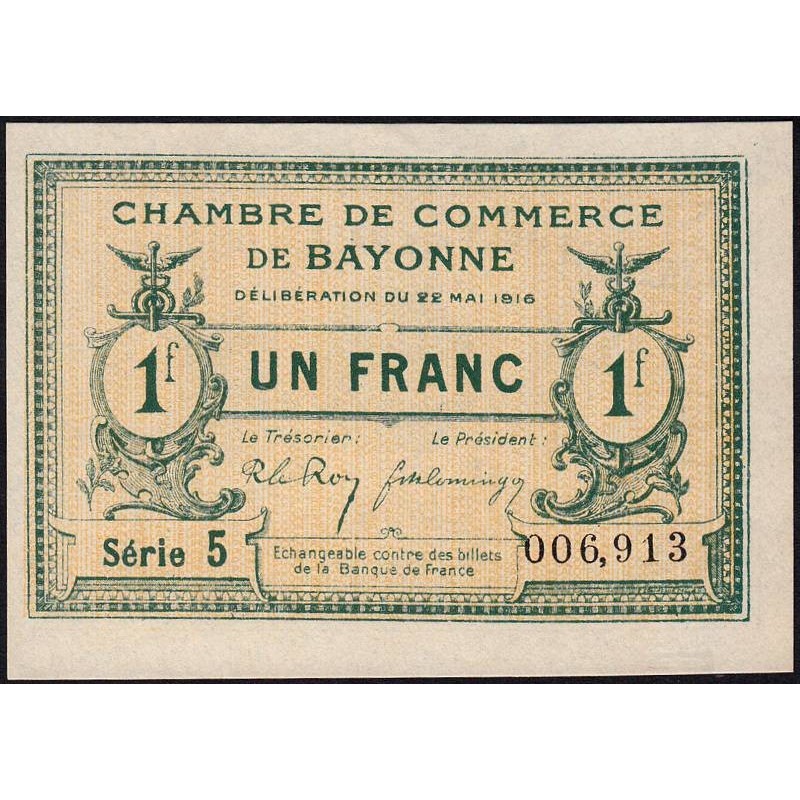 CHAMBRE DE COMMERCE
DE BAYONNE
DÉLIBÉRATION DU 22 MAI 1916
1f UN FRANC 1f
Le Trésorier: Le Président:
Série 5
Echangeable contre des billets
de la Banque de France
006,913